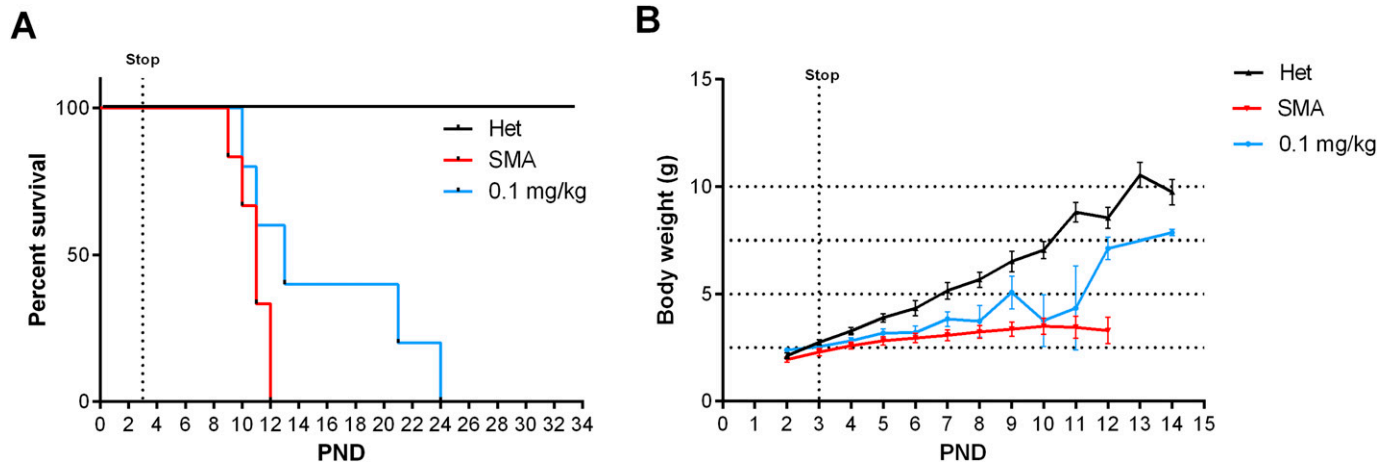 A
Stop
Percent survival
100
50
0
Het
SMA
0.1 mg/kg
0 2 4 6 8 10 12 14 16 18 20 22 24 26 28 30 32 34
PND
B
Stop
Body weight (g)
15
10
5
0
Het
SMA
0.1 mg/kg
0 1 2 3 4 5 6 7 8 9 10 11 12 13 14 15
PND